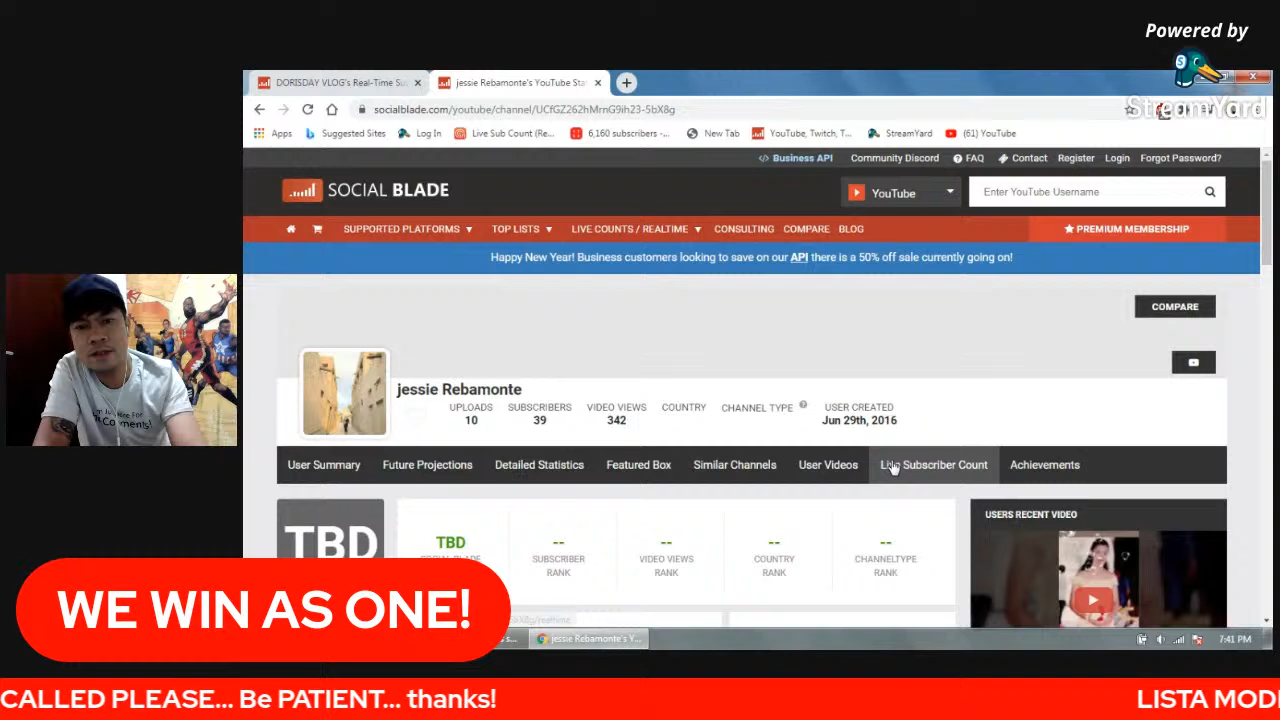 Powered by
StreamYard
DORISDAY VLOG's Real-Time Su
jessie Rebamonte's YouTube Sta
socialblade.com/youtube/channel/UCfGZ262hMrnG9ih23-5bX8g
Apps
Suggested Sites
Log In
Live Sub Count (Re...
6,160 subscribers -...
New Tab
YouTube, Twitch, T...
StreamYard
(61) YouTube
Business API
Community Discord
FAQ
Contact
Register
Login
Forgot Password?
SOCIAL BLADE
YouTube
Enter YouTube Username
SUPPORTED PLATFORMS
TOP LISTS
LIVE COUNTS / REALTIME
CONSULTING
COMPARE
BLOG
PREMIUM MEMBERSHIP
Happy New Year! Business customers looking to save on our API there is a 50% off sale currently going on!
COMPARE
jessie Rebamonte
UPLOADS
10
SUBSCRIBERS
39
VIDEO VIEWS
342
COUNTRY
CHANNEL TYPE
USER CREATED
Jun 29th, 2016
User Summary
Future Projections
Detailed Statistics
Featured Box
Similar Channels
User Videos
Live Subscriber Count
Achievements
TBD
TBD
--
SUBSCRIBER
RANK
--
VIDEO VIEWS
RANK
--
COUNTRY
RANK
--
CHANNELTYPE
RANK
USERS RECENT VIDEO
jessie Rebamonte's Y...
7:41 PM
WE WIN AS ONE!
CALLED PLEASE... Be PATIENT... thanks!
LISTA MOD